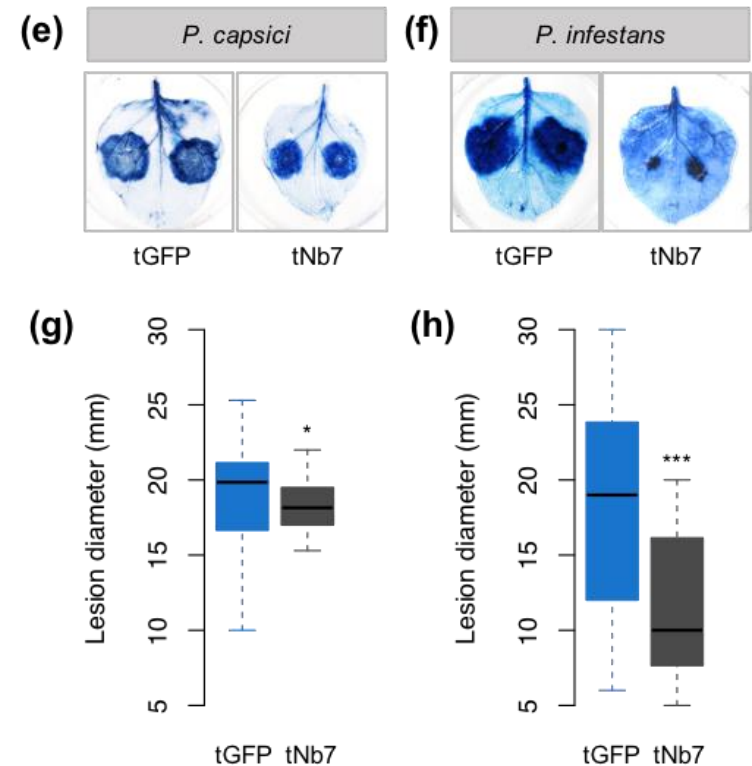 (e) P. capsici (f) P. infestans
tGFP tNb7 tGFP tNb7
(g) (h)
Lesion diameter (mm)
30
25
20
15
10
5
*
tGFP tNb7
Lesion diameter (mm)
30
25
20
15
10
5
***
tGFP tNb7